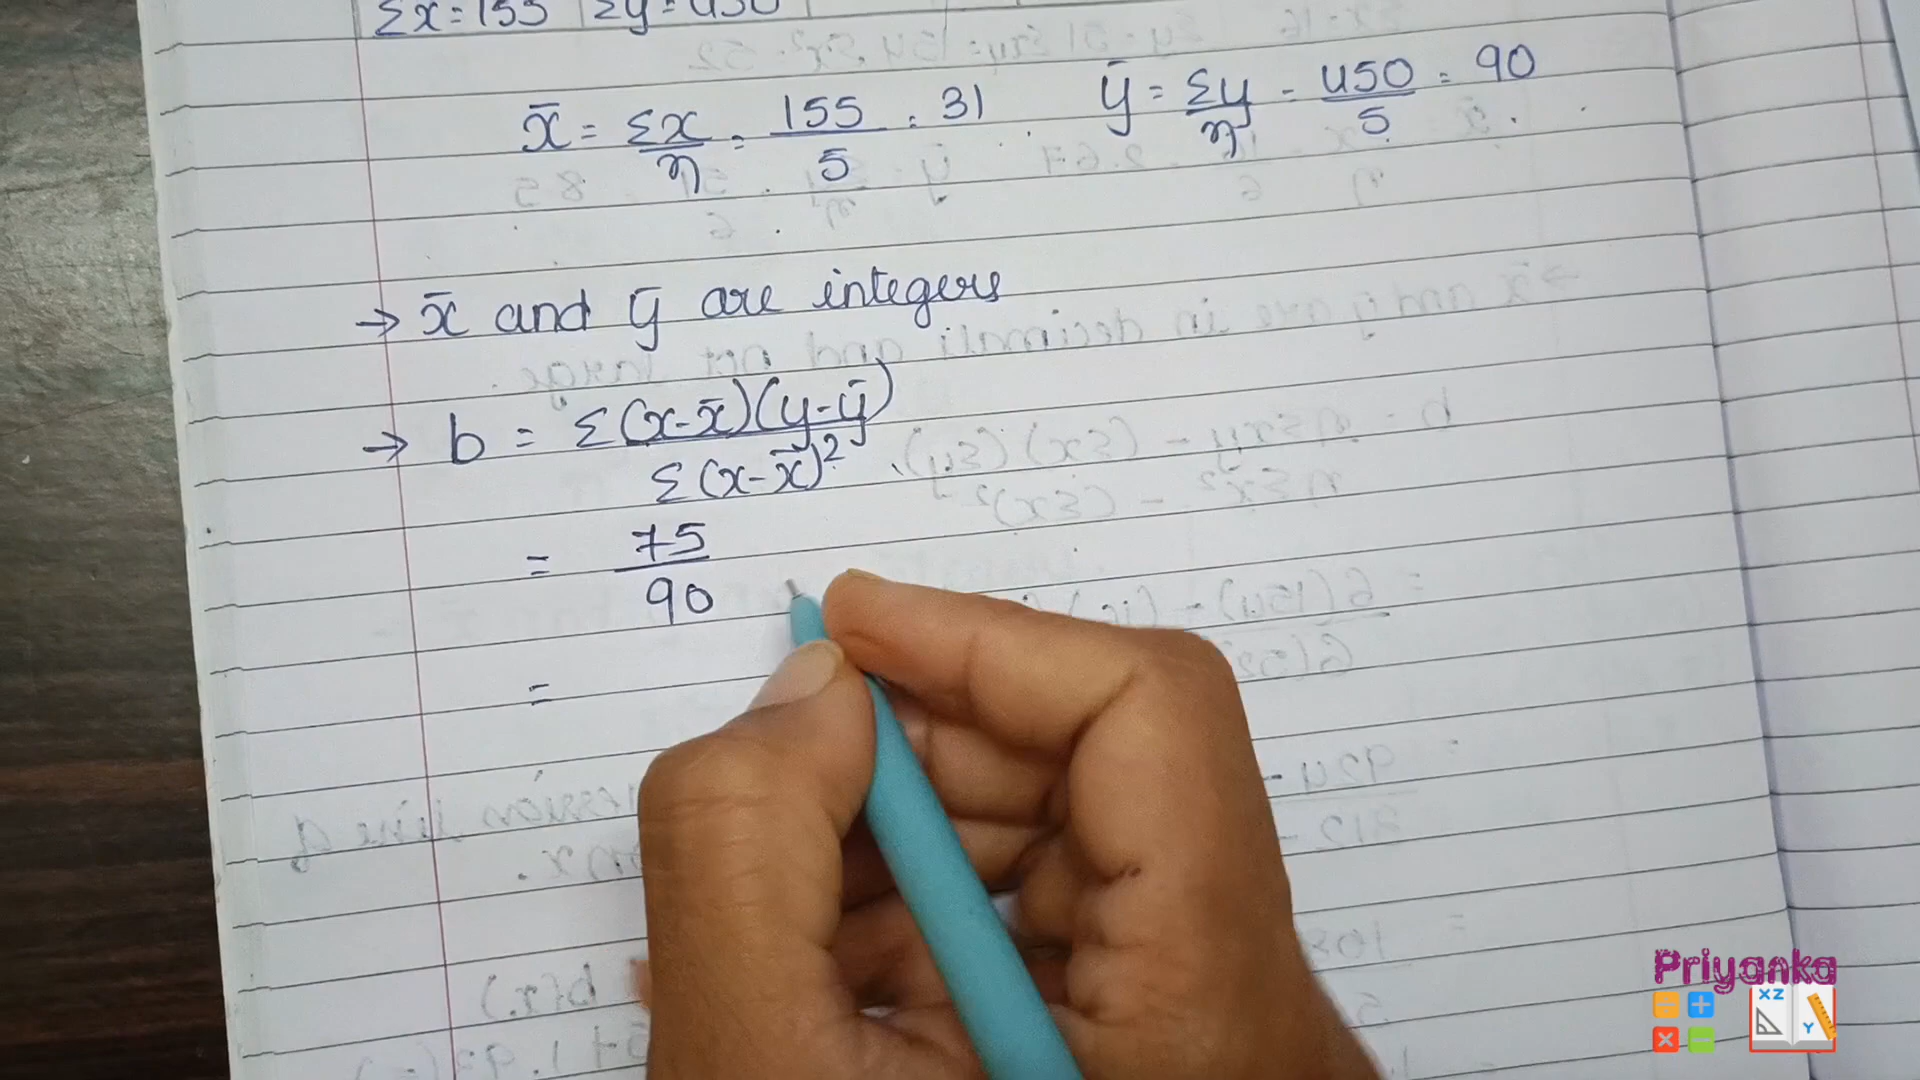 Σx = 155 Σy = 450
x̄ = Σx/n = 155/5 = 31 ȳ = Σy/n = 450/5 = 90
→ x̄ and ȳ are integers
→ b = Σ(x-x̄)(y-ȳ)/Σ(x-x̄)²
= 75/90
=
Priyanka
XZ
Y